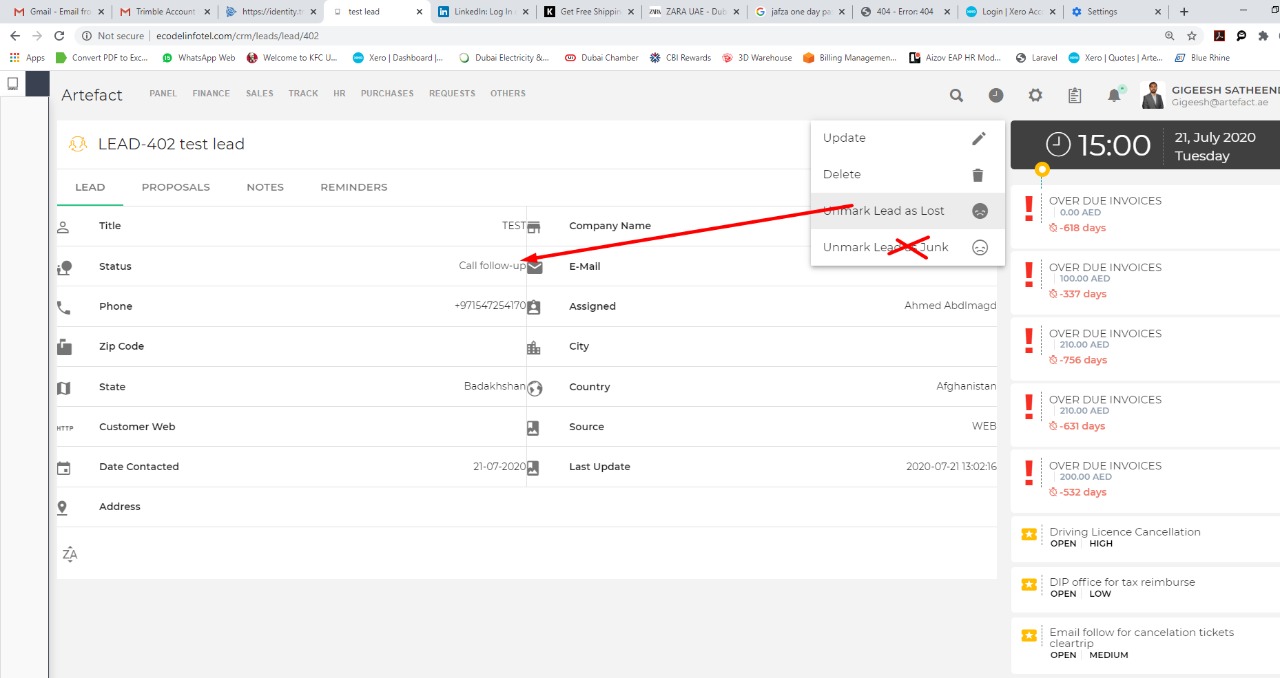 Gmail - Email fro
Trimble Account
https://identity.t
test lead
LinkedIn: Log In
Get Free Shippin
ZARA UAE - Dub
jafza one day pa
404 - Error: 404
Login | Xero Acc
Settings
Not secure | ecodelinfotel.com/crm/leads/lead/402
Apps
Convert PDF to Exc...
WhatsApp Web
Welcome to KFC U...
Xero | Dashboard |...
Dubai Electricity &...
Dubai Chamber
CBI Rewards
3D Warehouse
Billing Managemen...
Aizov EAP HR Mod...
Laravel
Xero | Quotes | Arte...
Blue Rhine
Artefact
PANEL FINANCE SALES TRACK HR PURCHASES REQUESTS OTHERS
GIGEESH SATHEEND
Gigeesh@artefact.ae
LEAD-402 test lead
LEAD PROPOSALS NOTES REMINDERS
Update
Delete
Unmark Lead as Lost
Unmark Lead as Junk
15:00
21, July 2020
Tuesday
Title TEST
Company Name
Status Call follow-up
E-Mail
Phone +971547254170
Assigned Ahmed Abdlmagd
Zip Code
City
State Badakhshan
Country Afghanistan
HTTP Customer Web
Source WEB
Date Contacted 21-07-2020
Last Update 2020-07-21 13:02:16
Address
ZA
OVER DUE INVOICES
0.00 AED
-618 days
OVER DUE INVOICES
100.00 AED
-337 days
OVER DUE INVOICES
210.00 AED
-756 days
OVER DUE INVOICES
210.00 AED
-631 days
OVER DUE INVOICES
200.00 AED
-532 days
Driving Licence Cancellation
OPEN HIGH
DIP office for tax reimburse
OPEN LOW
Email follow for cancelation tickets
cleartrip
OPEN MEDIUM